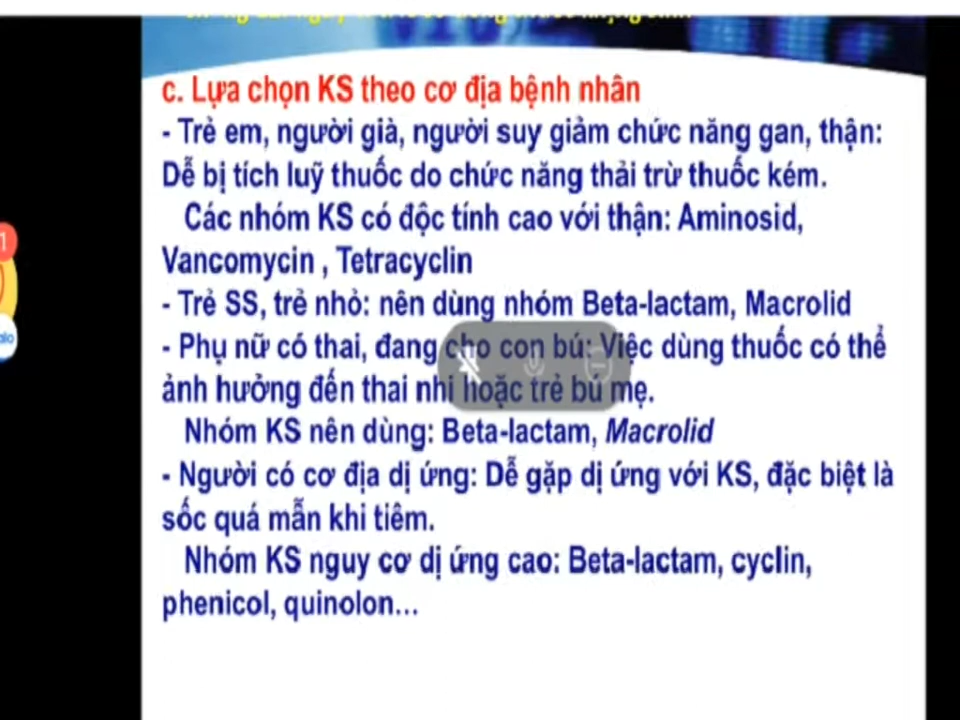 c. Lựa chọn KS theo cơ địa bệnh nhân
- Trẻ em, người già, người suy giảm chức năng gan, thận:
Dễ bị tích luỹ thuốc do chức năng thải trừ thuốc kém.
Các nhóm KS có độc tính cao với thận: Aminosid,
Vancomycin , Tetracyclin
- Trẻ SS, trẻ nhỏ: nên dùng nhóm Beta-lactam, Macrolid
- Phụ nữ có thai, đang cho con bú: Việc dùng thuốc có thể
ảnh hưởng đến thai nhi hoặc trẻ bú mẹ.
Nhóm KS nên dùng: Beta-lactam, Macrolid
- Người có cơ địa dị ứng: Dễ gặp dị ứng với KS, đặc biệt là
sốc quá mẫn khi tiêm.
Nhóm KS nguy cơ dị ứng cao: Beta-lactam, cyclin,
phenicol, quinolon...
1
alo